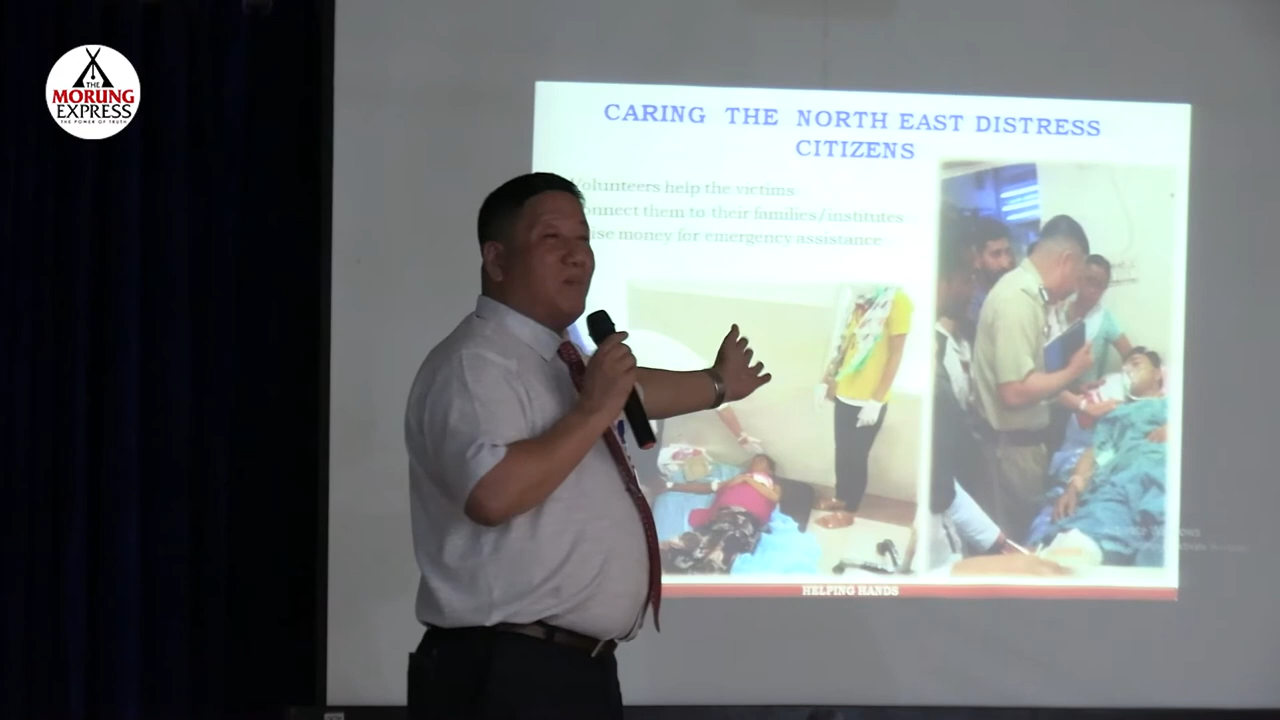 THE
MORUNG
EXPRESS
THE POWER OF TRUTH
CARING THE NORTH EAST DISTRESS
CITIZENS
Volunteers help the victims
onnect them to their families/institutes
ise money for emergency assistance
HELPING HANDS